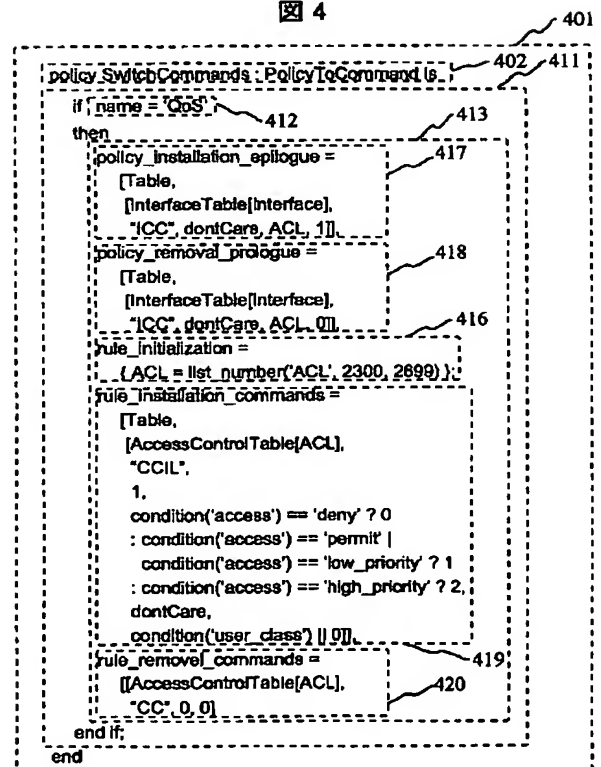 図 4
401
policy SwitchCommands : PolicyToCommand is
402
411
if name = 'QoS'
412
then
413
policy_installation_epilogue =
417
[Table,
[InterfaceTable[Interface],
"ICC", dontCare, ACL, 1]],
policy_removal_prologue =
418
[Table,
[InterfaceTable[Interface],
"ICC", dontCare, ACL, 0]],
416
rule_initialization =
{ ACL = list_number('ACL', 2300, 2699) };
rule_installation_commands =
[Table,
[AccessControlTable[ACL],
"CCIL",
1,
condition('access') == 'deny' ? 0
: condition('access') == 'permit' |
condition('access') == 'low_priority' ? 1
: condition('access') == 'high_priority' ? 2,
dontCare,
condition('user_class') || 0]],
419
rule_removel_commands =
[[AccessControlTable[ACL],
420
"CC", 0, 0]
end if;
end